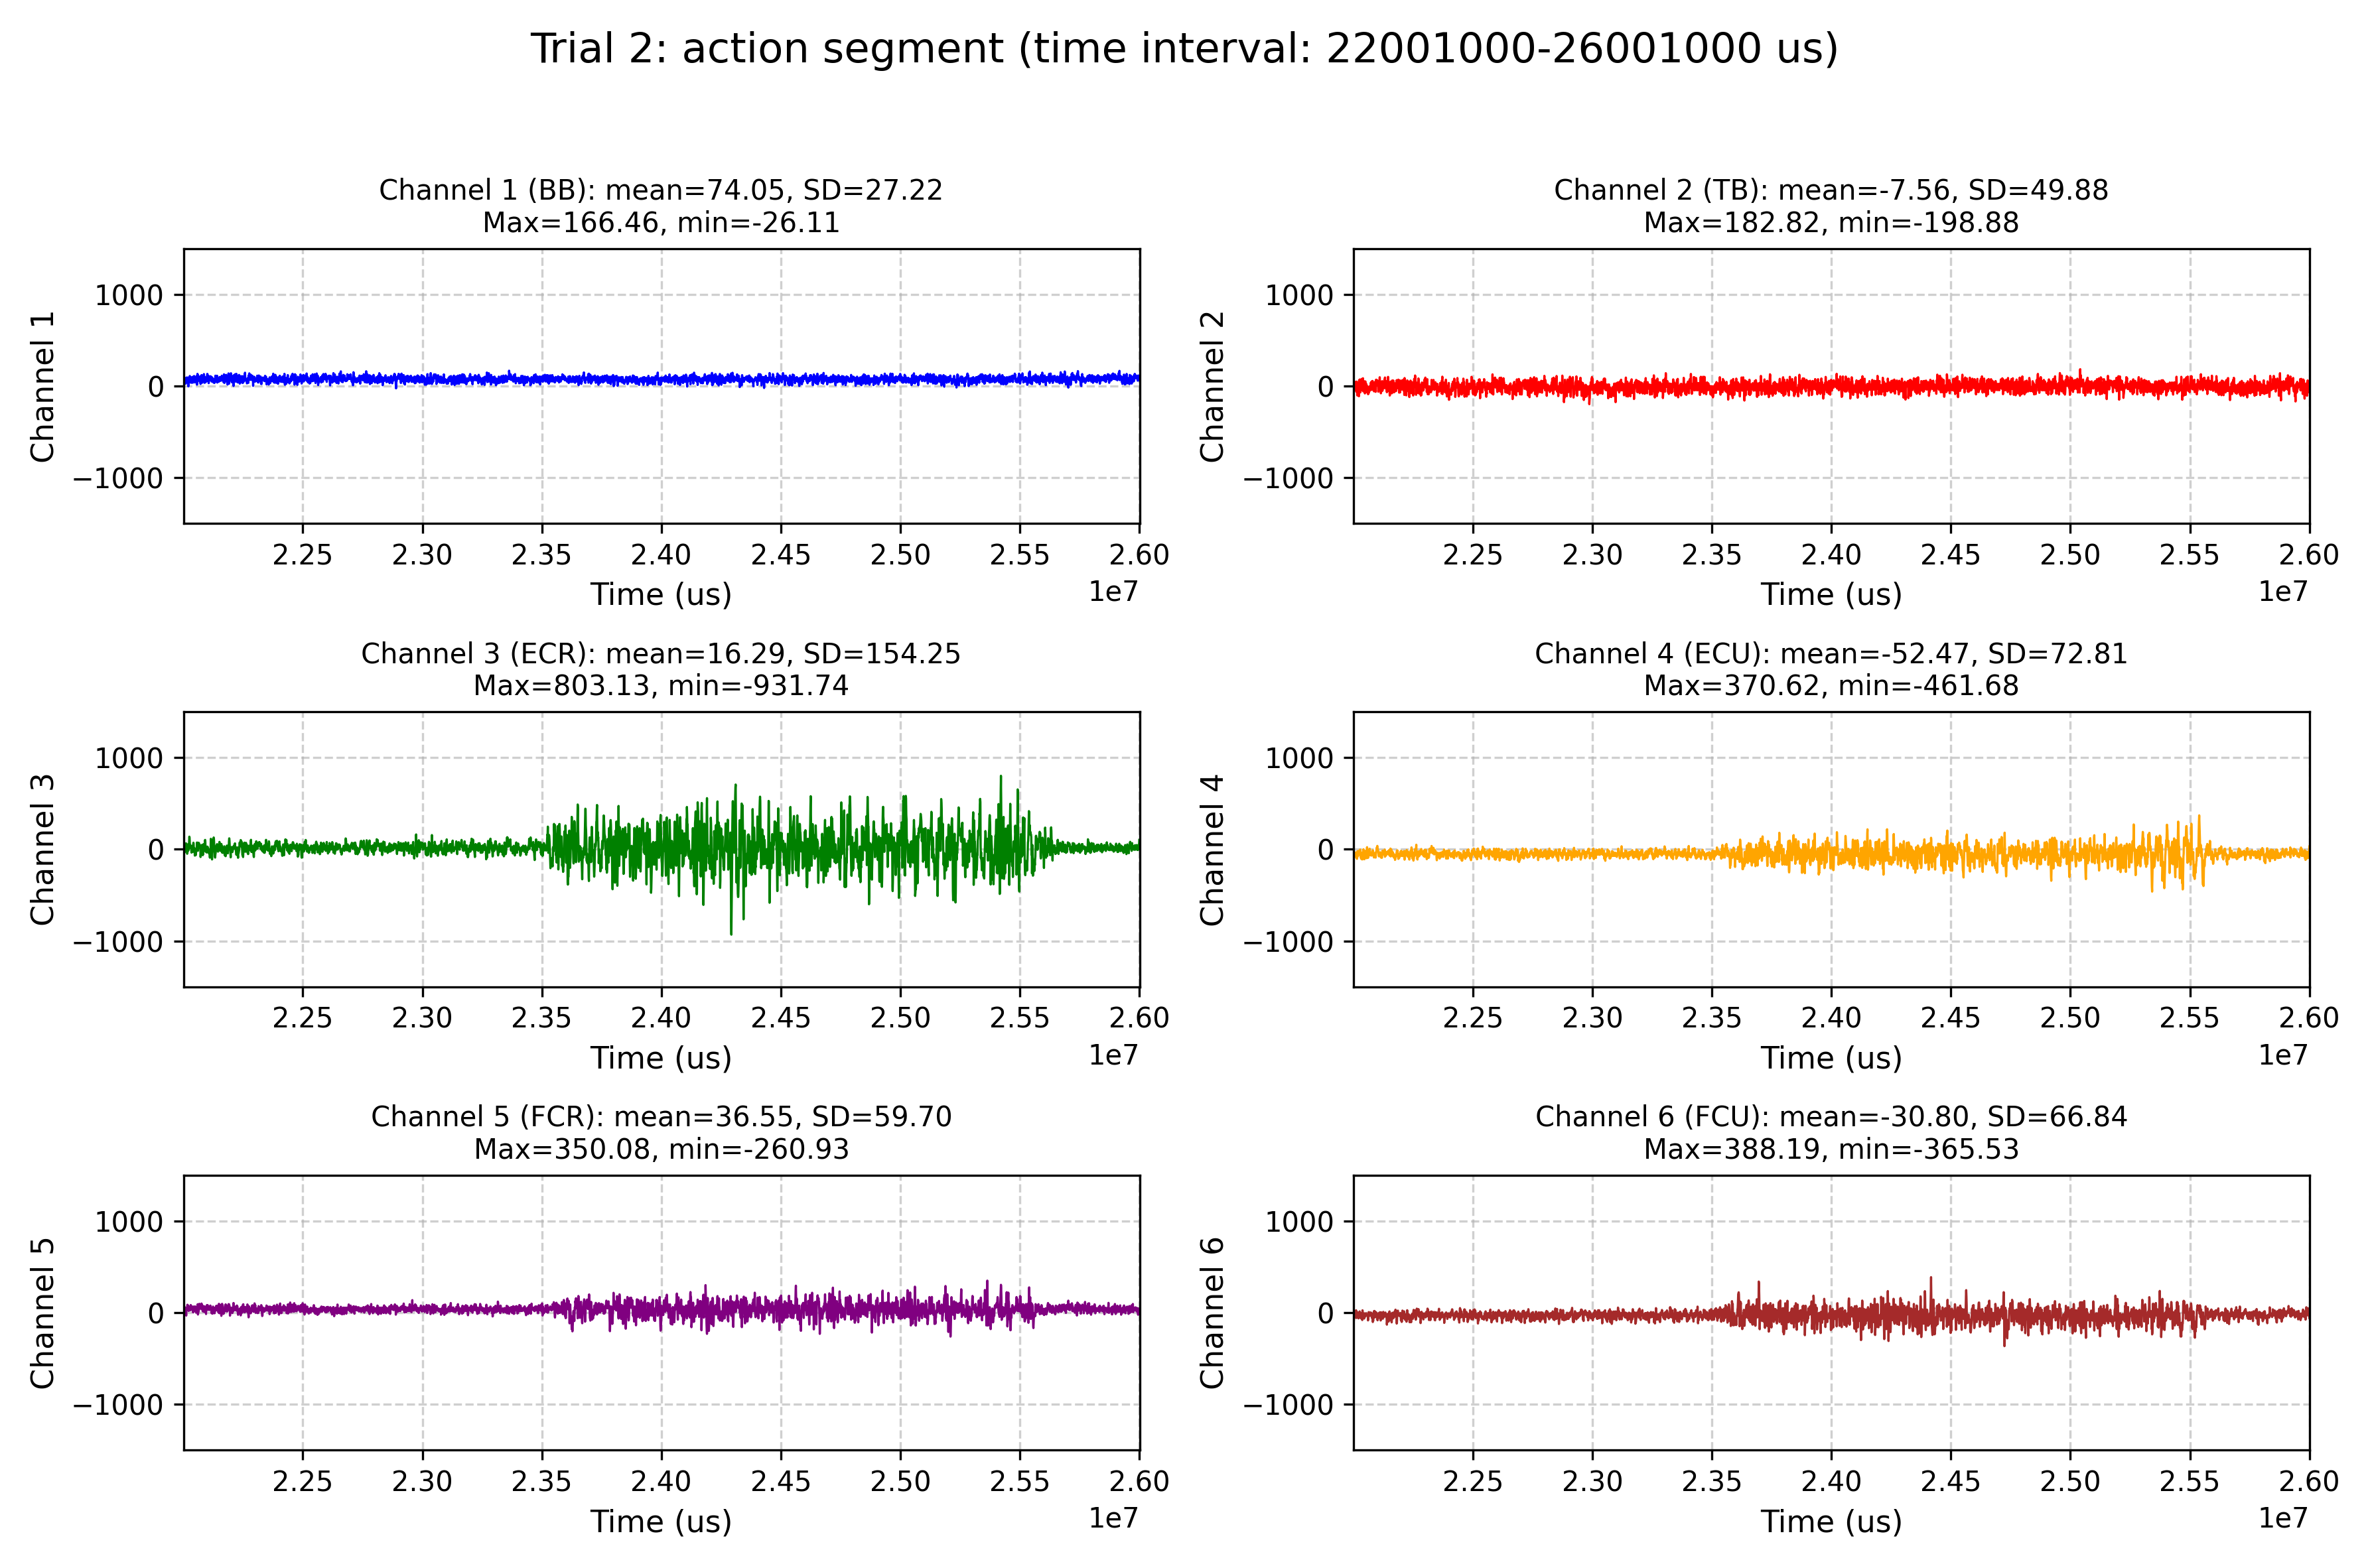 Trial 2: action segment (time interval: 22001000-26001000 us)
Channel 1 (BB): mean=74.05, SD=27.22
Max=166.46, min=-26.11
Channel 1
1000
0
−1000
2.25 2.30 2.35 2.40 2.45 2.50 2.55 2.60
Time (us)
1e7
Channel 2 (TB): mean=-7.56, SD=49.88
Max=182.82, min=-198.88
Channel 2
1000
0
−1000
2.25 2.30 2.35 2.40 2.45 2.50 2.55 2.60
Time (us)
1e7
Channel 3 (ECR): mean=16.29, SD=154.25
Max=803.13, min=-931.74
Channel 3
1000
0
−1000
2.25 2.30 2.35 2.40 2.45 2.50 2.55 2.60
Time (us)
1e7
Channel 4 (ECU): mean=-52.47, SD=72.81
Max=370.62, min=-461.68
Channel 4
1000
0
−1000
2.25 2.30 2.35 2.40 2.45 2.50 2.55 2.60
Time (us)
1e7
Channel 5 (FCR): mean=36.55, SD=59.70
Max=350.08, min=-260.93
Channel 5
1000
0
−1000
2.25 2.30 2.35 2.40 2.45 2.50 2.55 2.60
Time (us)
1e7
Channel 6 (FCU): mean=-30.80, SD=66.84
Max=388.19, min=-365.53
Channel 6
1000
0
−1000
2.25 2.30 2.35 2.40 2.45 2.50 2.55 2.60
Time (us)
1e7